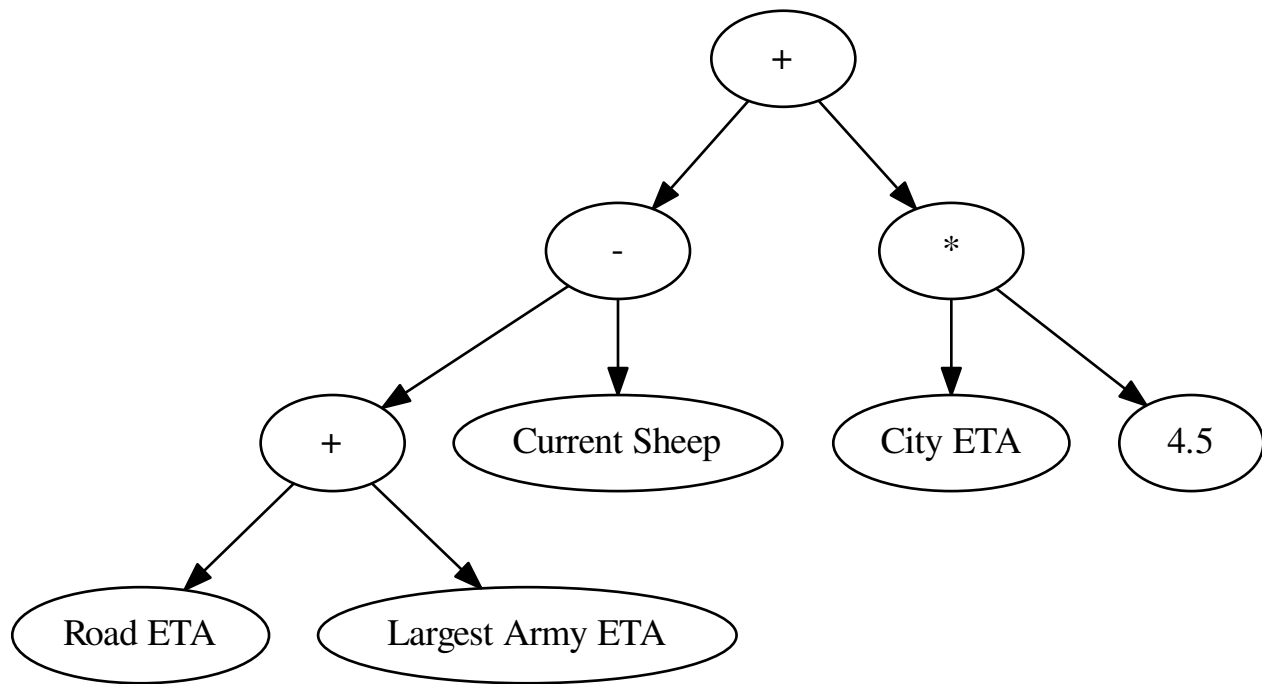 +
-
*
+
Current Sheep
City ETA
4.5
Road ETA
Largest Army ETA